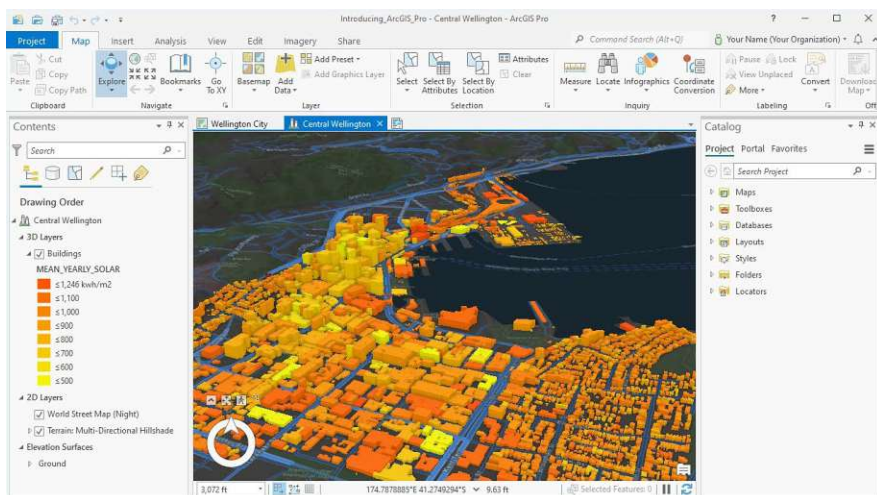 Introducing_ArcGIS_Pro - Central Wellington - ArcGIS Pro
?
Project Map Insert Analysis View Edit Imagery Share
Command Search (Alt+Q)
Your Name (Your Organization)
Paste
Cut
Copy
Copy Path
Clipboard
Explore
Bookmarks
Go To XY
Navigate
Basemap
Add Data
Add Preset
Add Graphics Layer
Layer
Select
Select By Attributes
Select By Location
Attributes
Clear
Selection
Measure
Locate
Infographics
Coordinate Conversion
Inquiry
Pause
Lock
View Unplaced
More
Convert
Labeling
Download Map
Contents
Search
Drawing Order
Central Wellington
3D Layers
Buildings
MEAN_YEARLY_SOLAR
≤1,246 kwh/m2
≤1,100
≤1,000
≤900
≤800
≤700
≤600
≤500
2D Layers
World Street Map (Night)
Terrain: Multi-Directional Hillshade
Elevation Surfaces
Ground
Wellington City
Central Wellington
3,072 ft
174.7878885°E 41.2749294°S
9.63 ft
Selected Features: 0
Catalog
Project Portal Favorites
Search Project
Maps
Toolboxes
Databases
Layouts
Styles
Folders
Locators